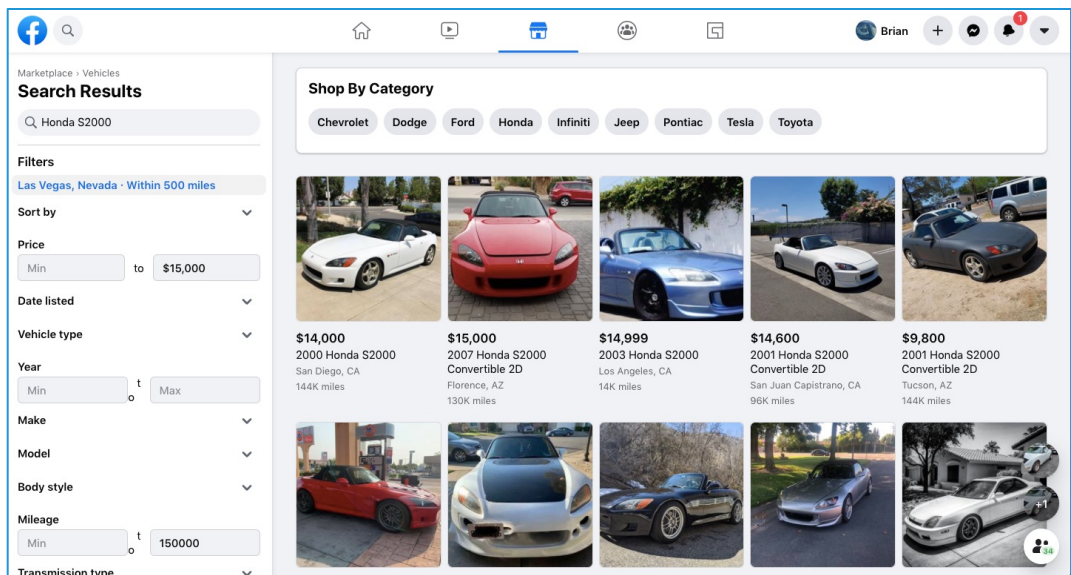 1
Brian
Marketplace › Vehicles
Search Results
Honda S2000
Filters
Las Vegas, Nevada · Within 500 miles
Sort by
Price
Min to $15,000
Date listed
Vehicle type
Year
Min to Max
Make
Model
Body style
Mileage
Min to 150000
Transmission type
Shop By Category
Chevrolet Dodge Ford Honda Infiniti Jeep Pontiac Tesla Toyota
$14,000
2000 Honda S2000
San Diego, CA
144K miles
$15,000
2007 Honda S2000
Convertible 2D
Florence, AZ
130K miles
$14,999
2003 Honda S2000
Los Angeles, CA
14K miles
$14,600
2001 Honda S2000
Convertible 2D
San Juan Capistrano, CA
96K miles
$9,800
2001 Honda S2000
Convertible 2D
Tucson, AZ
144K miles
+1
34